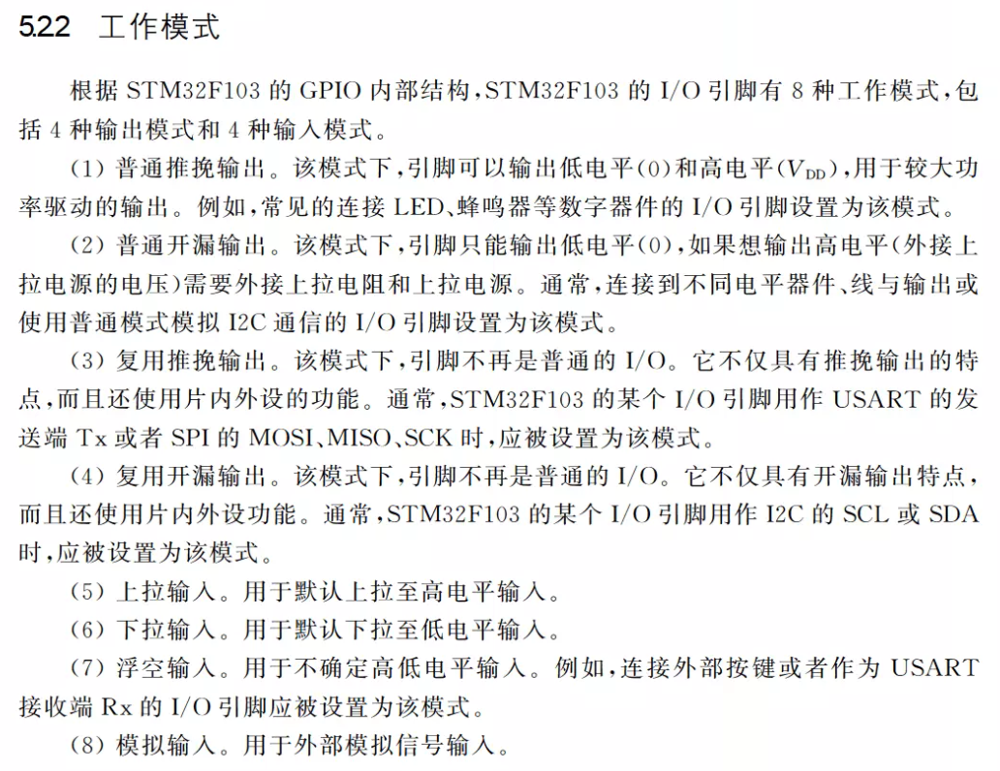 5.2.2 工作模式
根据 STM32F103 的 GPIO 内部结构,STM32F103 的 I/O 引脚有 8 种工作模式,包
括 4 种输出模式和 4 种输入模式。
(1) 普通推挽输出。该模式下,引脚可以输出低电平(0)和高电平(VDD),用于较大功
率驱动的输出。例如,常见的连接 LED、蜂鸣器等数字器件的 I/O 引脚设置为该模式。
(2) 普通开漏输出。该模式下,引脚只能输出低电平(0),如果想输出高电平(外接上
拉电源的电压)需要外接上拉电阻和上拉电源。通常,连接到不同电平器件、线与输出或
使用普通模式模拟 I2C 通信的 I/O 引脚设置为该模式。
(3) 复用推挽输出。该模式下,引脚不再是普通的 I/O。它不仅具有推挽输出的特
点,而且还使用片内外设的功能。通常,STM32F103 的某个 I/O 引脚用作 USART 的发
送端 Tx 或者 SPI 的 MOSI、MISO、SCK 时,应被设置为该模式。
(4) 复用开漏输出。该模式下,引脚不再是普通的 I/O。它不仅具有开漏输出特点,
而且还使用片内外设功能。通常,STM32F103 的某个 I/O 引脚用作 I2C 的 SCL 或 SDA
时,应被设置为该模式。
(5) 上拉输入。用于默认上拉至高电平输入。
(6) 下拉输入。用于默认下拉至低电平输入。
(7) 浮空输入。用于不确定高低电平输入。例如,连接外部按键或者作为 USART
接收端 Rx 的 I/O 引脚应被设置为该模式。
(8) 模拟输入。用于外部模拟信号输入。